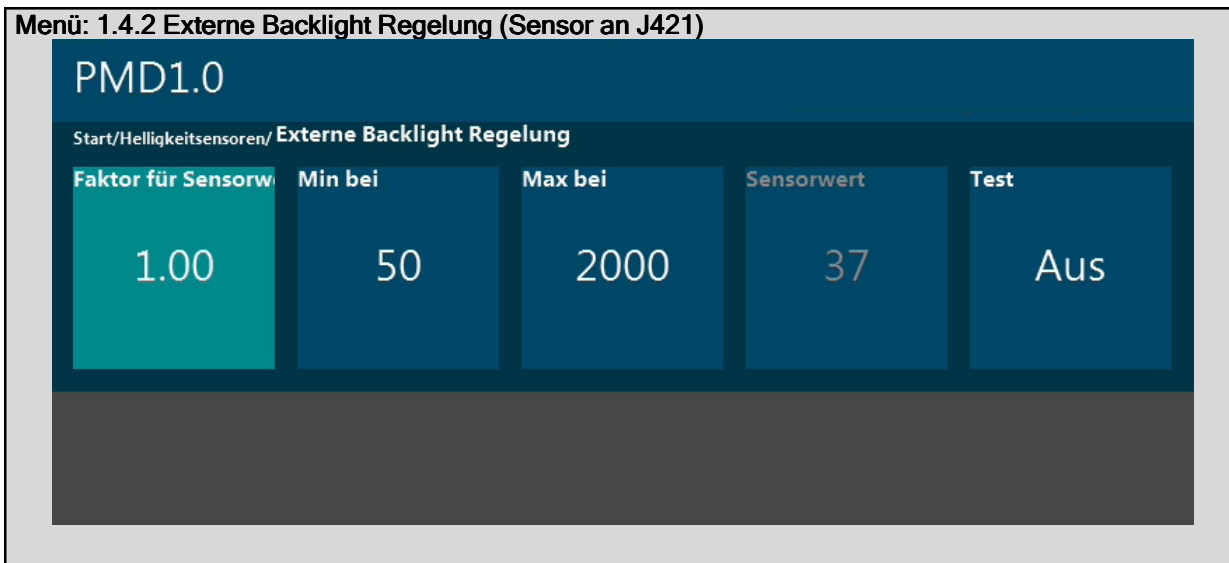 Menü: 1.4.2 Externe Backlight Regelung (Sensor an J421)
PMD1.0
Start/Helligkeitsensoren/ Externe Backlight Regelung
Faktor für Sensorw Min bei Max bei Sensorwert Test
1.00 50 2000 37 Aus